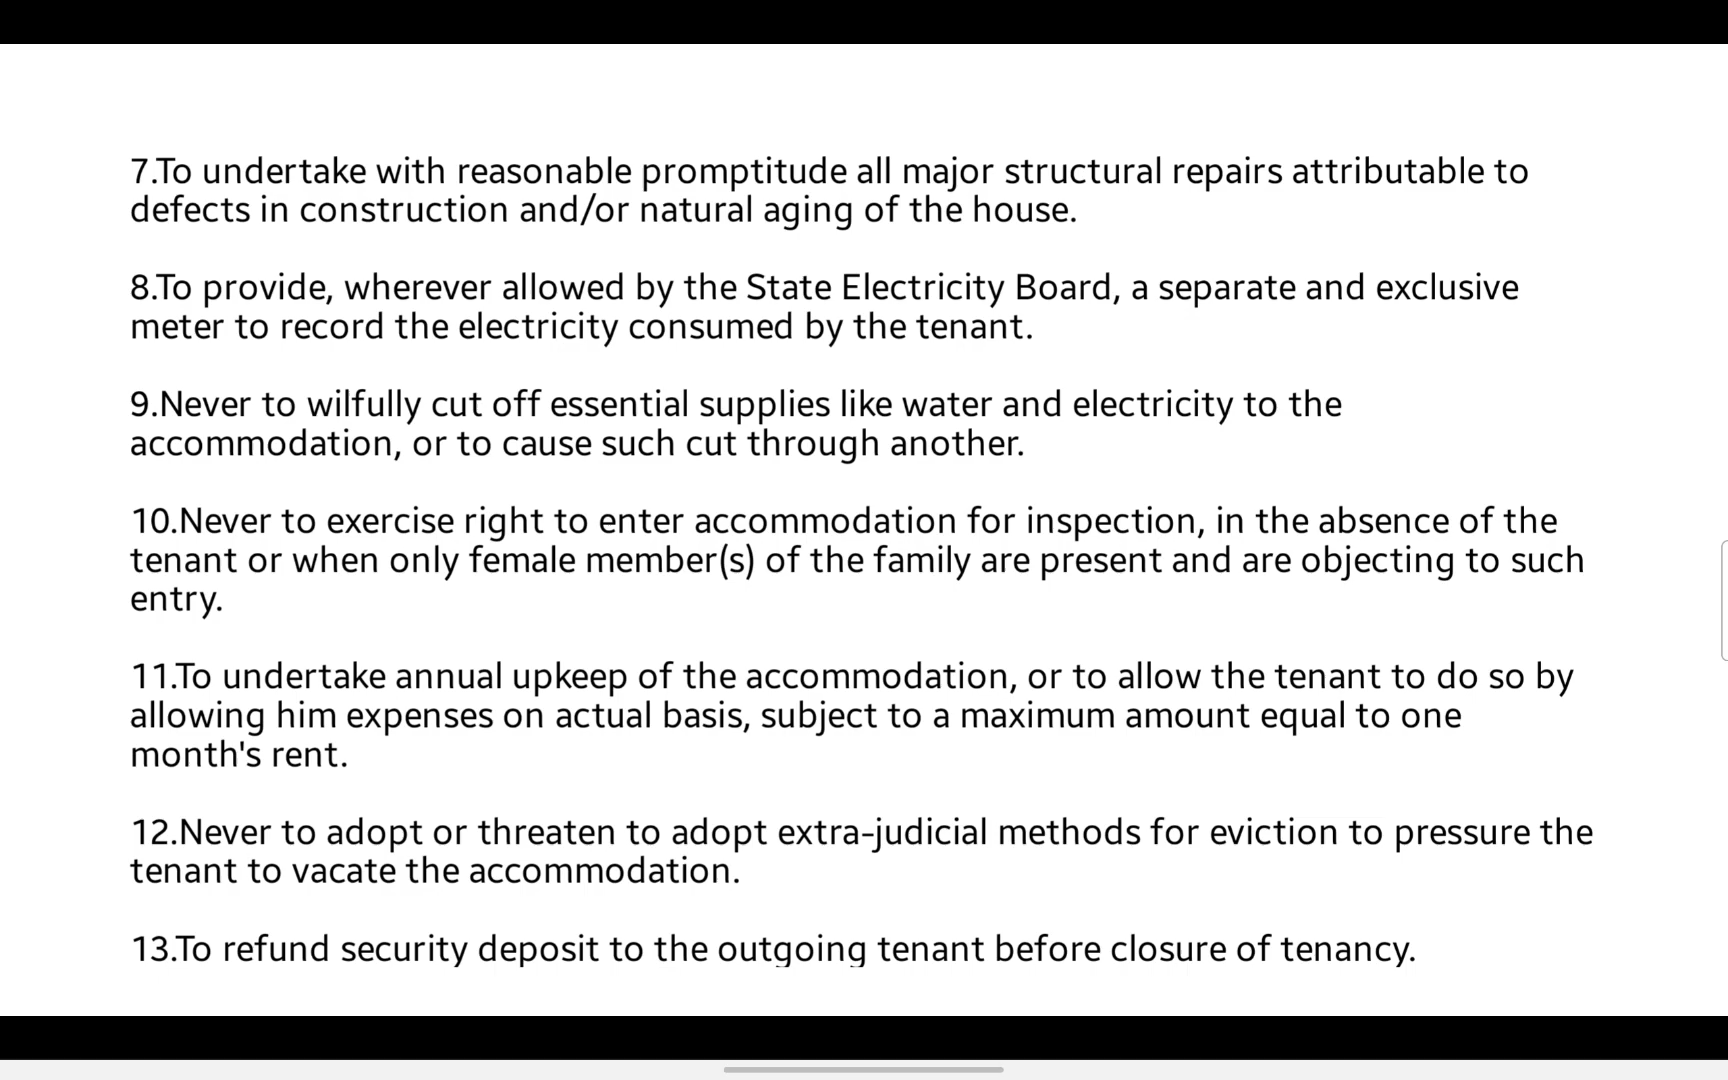 7.To undertake with reasonable promptitude all major structural repairs attributable to
defects in construction and/or natural aging of the house.
8.To provide, wherever allowed by the State Electricity Board, a separate and exclusive
meter to record the electricity consumed by the tenant.
9.Never to wilfully cut off essential supplies like water and electricity to the
accommodation, or to cause such cut through another.
10.Never to exercise right to enter accommodation for inspection, in the absence of the
tenant or when only female member(s) of the family are present and are objecting to such
entry.
11.To undertake annual upkeep of the accommodation, or to allow the tenant to do so by
allowing him expenses on actual basis, subject to a maximum amount equal to one
month's rent.
12.Never to adopt or threaten to adopt extra-judicial methods for eviction to pressure the
tenant to vacate the accommodation.
13.To refund security deposit to the outgoing tenant before closure of tenancy.